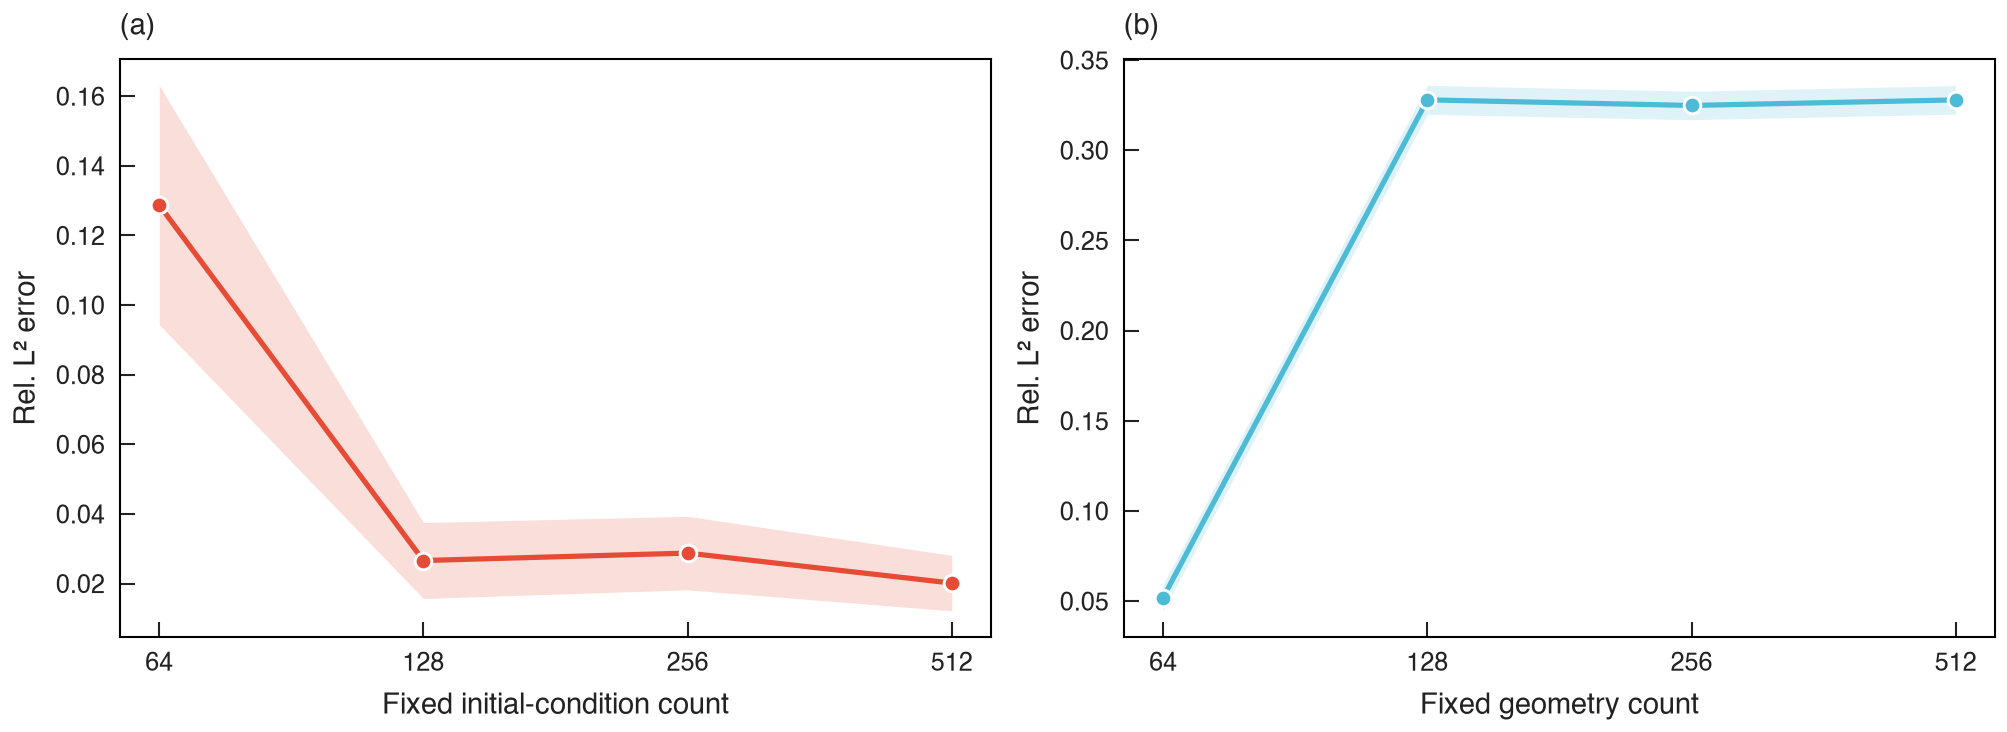 (a)
0.16
0.14
0.12
0.10
0.08
0.06
0.04
0.02
Rel. L² error
64 128 256 512
Fixed initial-condition count
(b)
0.35
0.30
0.25
0.20
0.15
0.10
0.05
Rel. L² error
64 128 256 512
Fixed geometry count